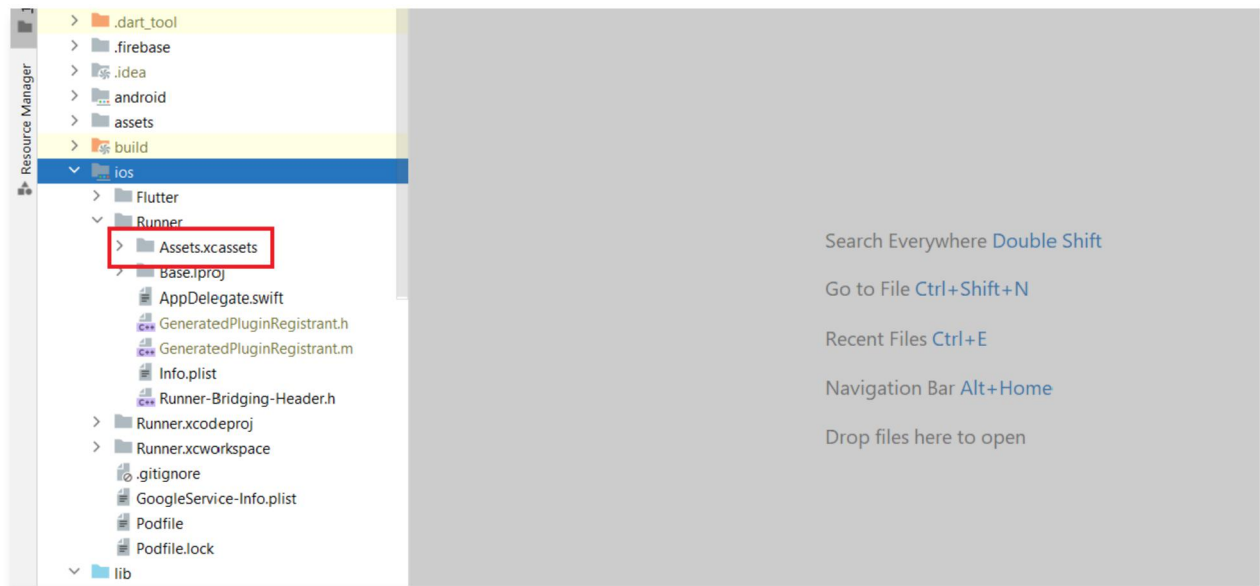 Resource Manager
.dart_tool
.firebase
.idea
android
assets
build
ios
Flutter
Runner
Assets.xcassets
Base.lproj
AppDelegate.swift
GeneratedPluginRegistrant.h
GeneratedPluginRegistrant.m
Info.plist
Runner-Bridging-Header.h
Runner.xcodeproj
Runner.xcworkspace
.gitignore
GoogleService-Info.plist
Podfile
Podfile.lock
lib
Search Everywhere Double Shift
Go to File Ctrl+Shift+N
Recent Files Ctrl+E
Navigation Bar Alt+Home
Drop files here to open